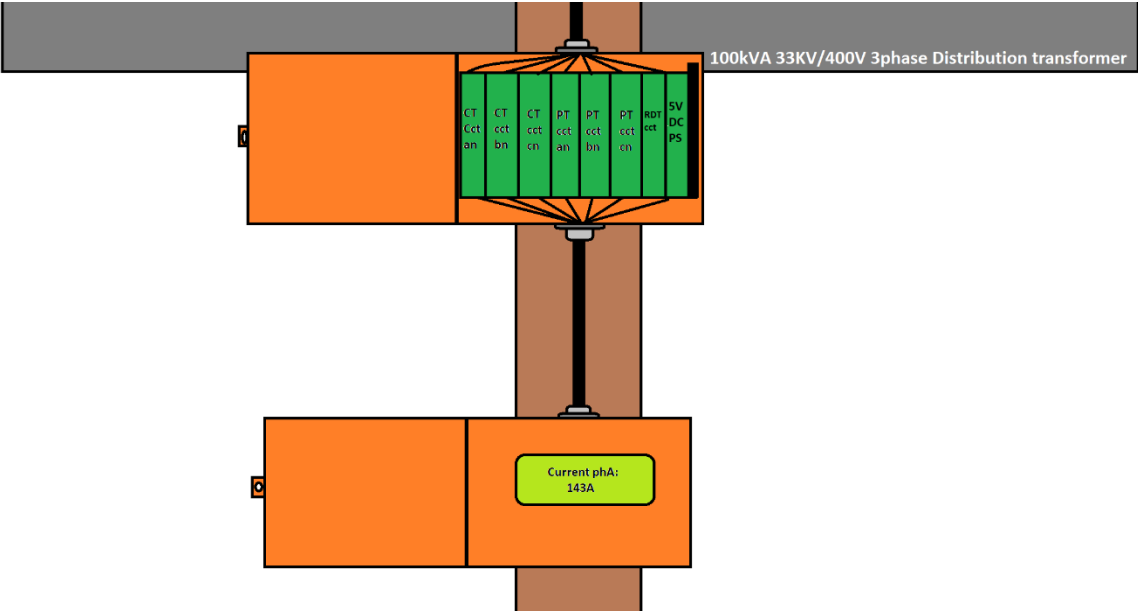 100kVA 33KV/400V 3phase Distribution transformer
CT
Cct
an
CT
cct
bn
CT
cct
cn
PT
cct
an
PT
cct
bn
PT
cct
cn
RDT
cct
5V
DC
PS
Current phA:
143A